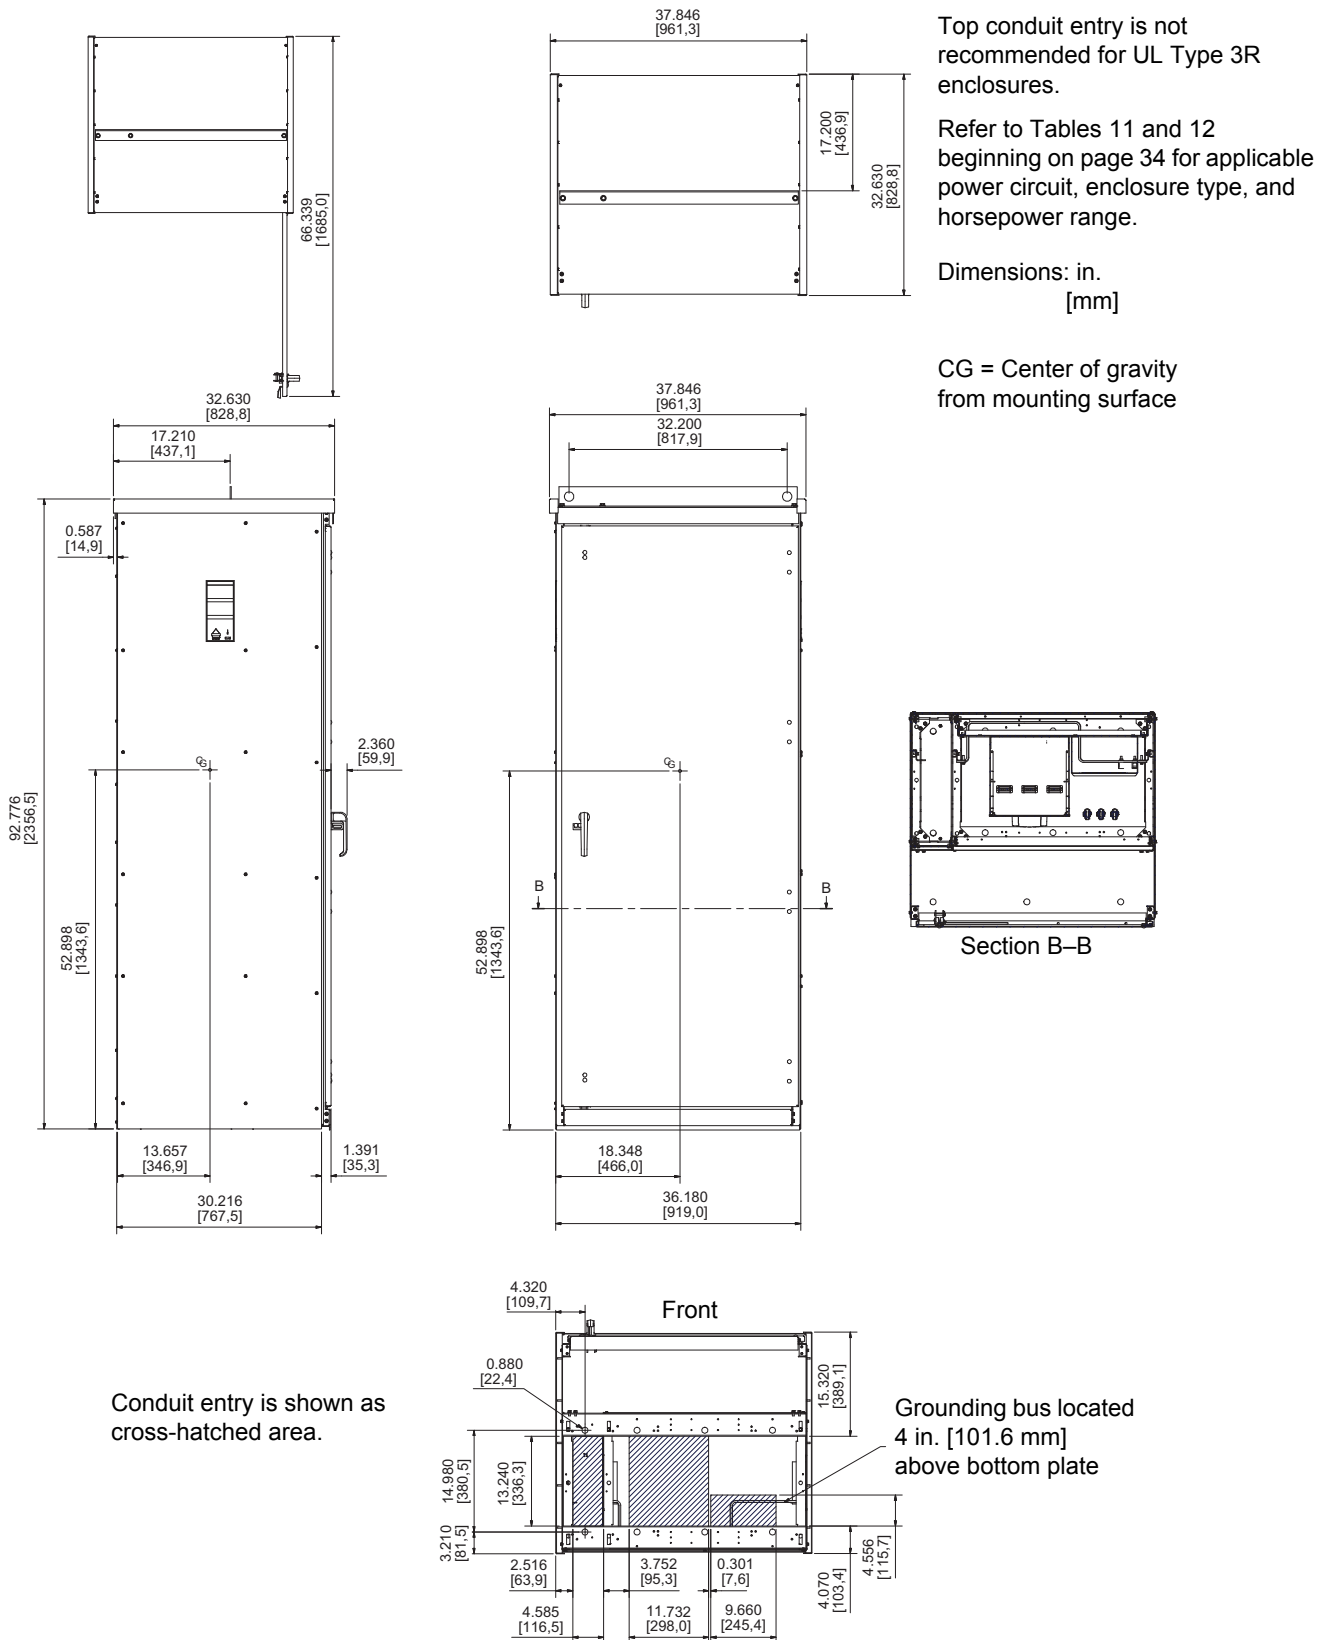 37.846
[961,3]
Top conduit entry is not
recommended for UL Type 3R
enclosures.
Refer to Tables 11 and 12
beginning on page 34 for applicable
power circuit, enclosure type, and
horsepower range.
Dimensions: in.
[mm]
CG = Center of gravity
from mounting surface
66.339
[1685,0]
17.200
[436,9]
32.630
[828,8]
32.630
[828,8]
17.210
[437,1]
0.587
[14,9]
92.776
[2356,5]
CG
52.898
[1343,6]
2.360
[59,9]
13.657
[346,9]
1.391
[35,3]
30.216
[767,5]
37.846
[961,3]
32.200
[817,9]
CG
B
B
52.898
[1343,6]
18.348
[466,0]
36.180
[919,0]
Section B–B
4.320
[109,7]
Front
0.880
[22,4]
15.320
[389,1]
Conduit entry is shown as
cross-hatched area.
Grounding bus located
4 in. [101.6 mm]
above bottom plate
14.980
[380,5]
13.240
[336,3]
3.210
[81,5]
2.516
[63,9]
3.752
[95,3]
0.301
[7,6]
4.070
[103,4]
4.556
[115,7]
4.585
[116,5]
11.732
[298,0]
9.660
[245,4]